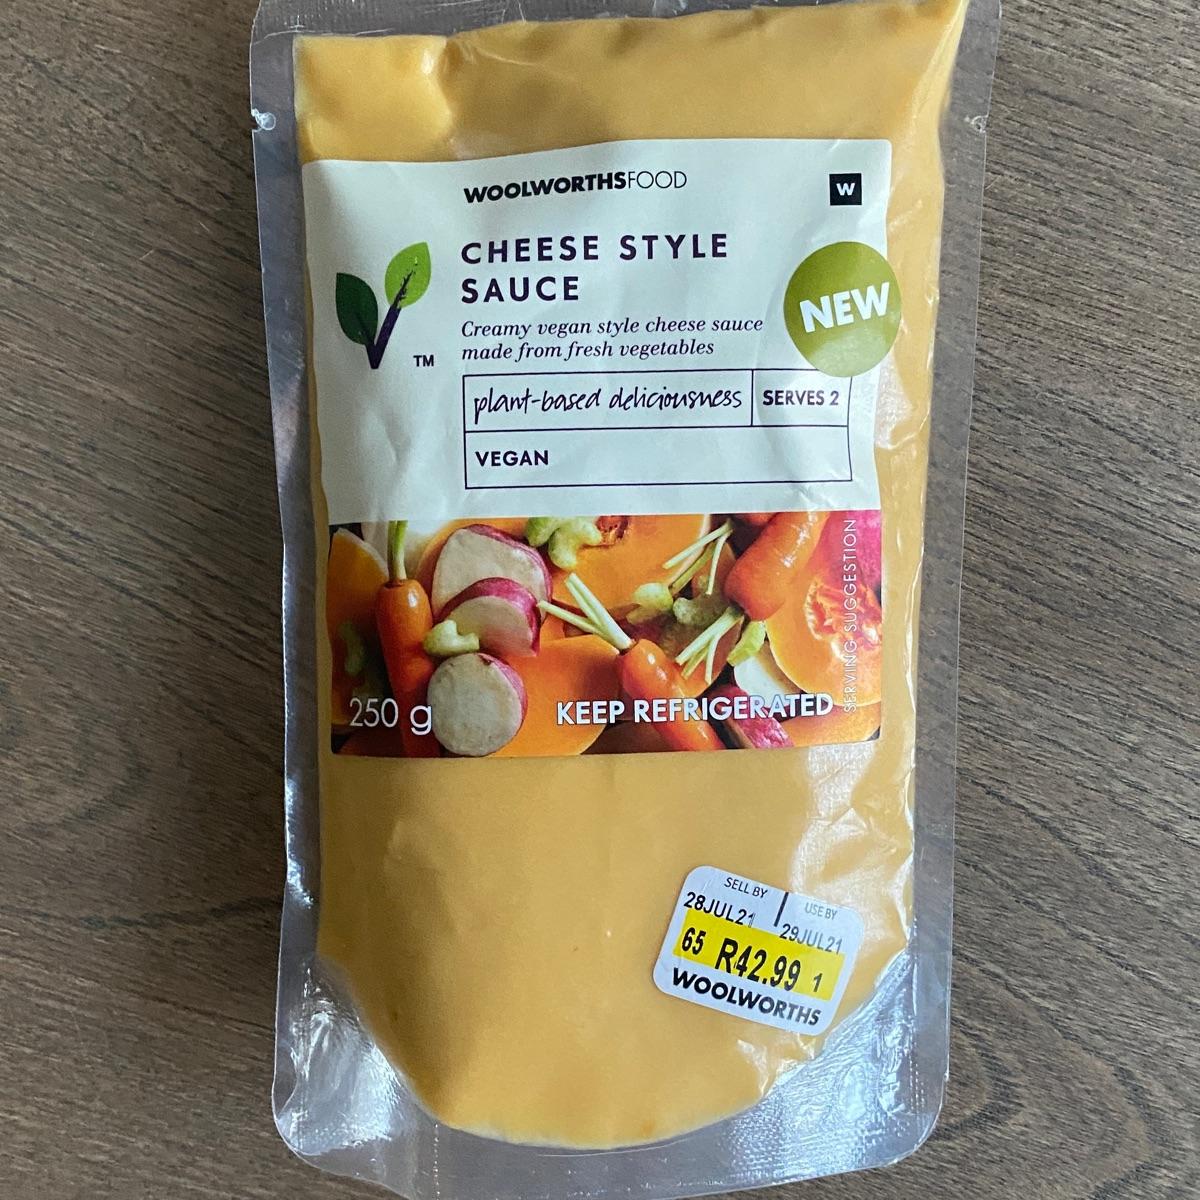 WOOLWORTHSFOOD
W
CHEESE STYLE
SAUCE
NEW
Creamy vegan style cheese sauce
made from fresh vegetables
TM
plant-based deliciousness
SERVES 2
VEGAN
SERVING SUGGESTION
250 g
KEEP REFRIGERATED
SELL BY
USE BY
28JUL21
29JUL21
65 R42.99 1
WOOLWORTHS